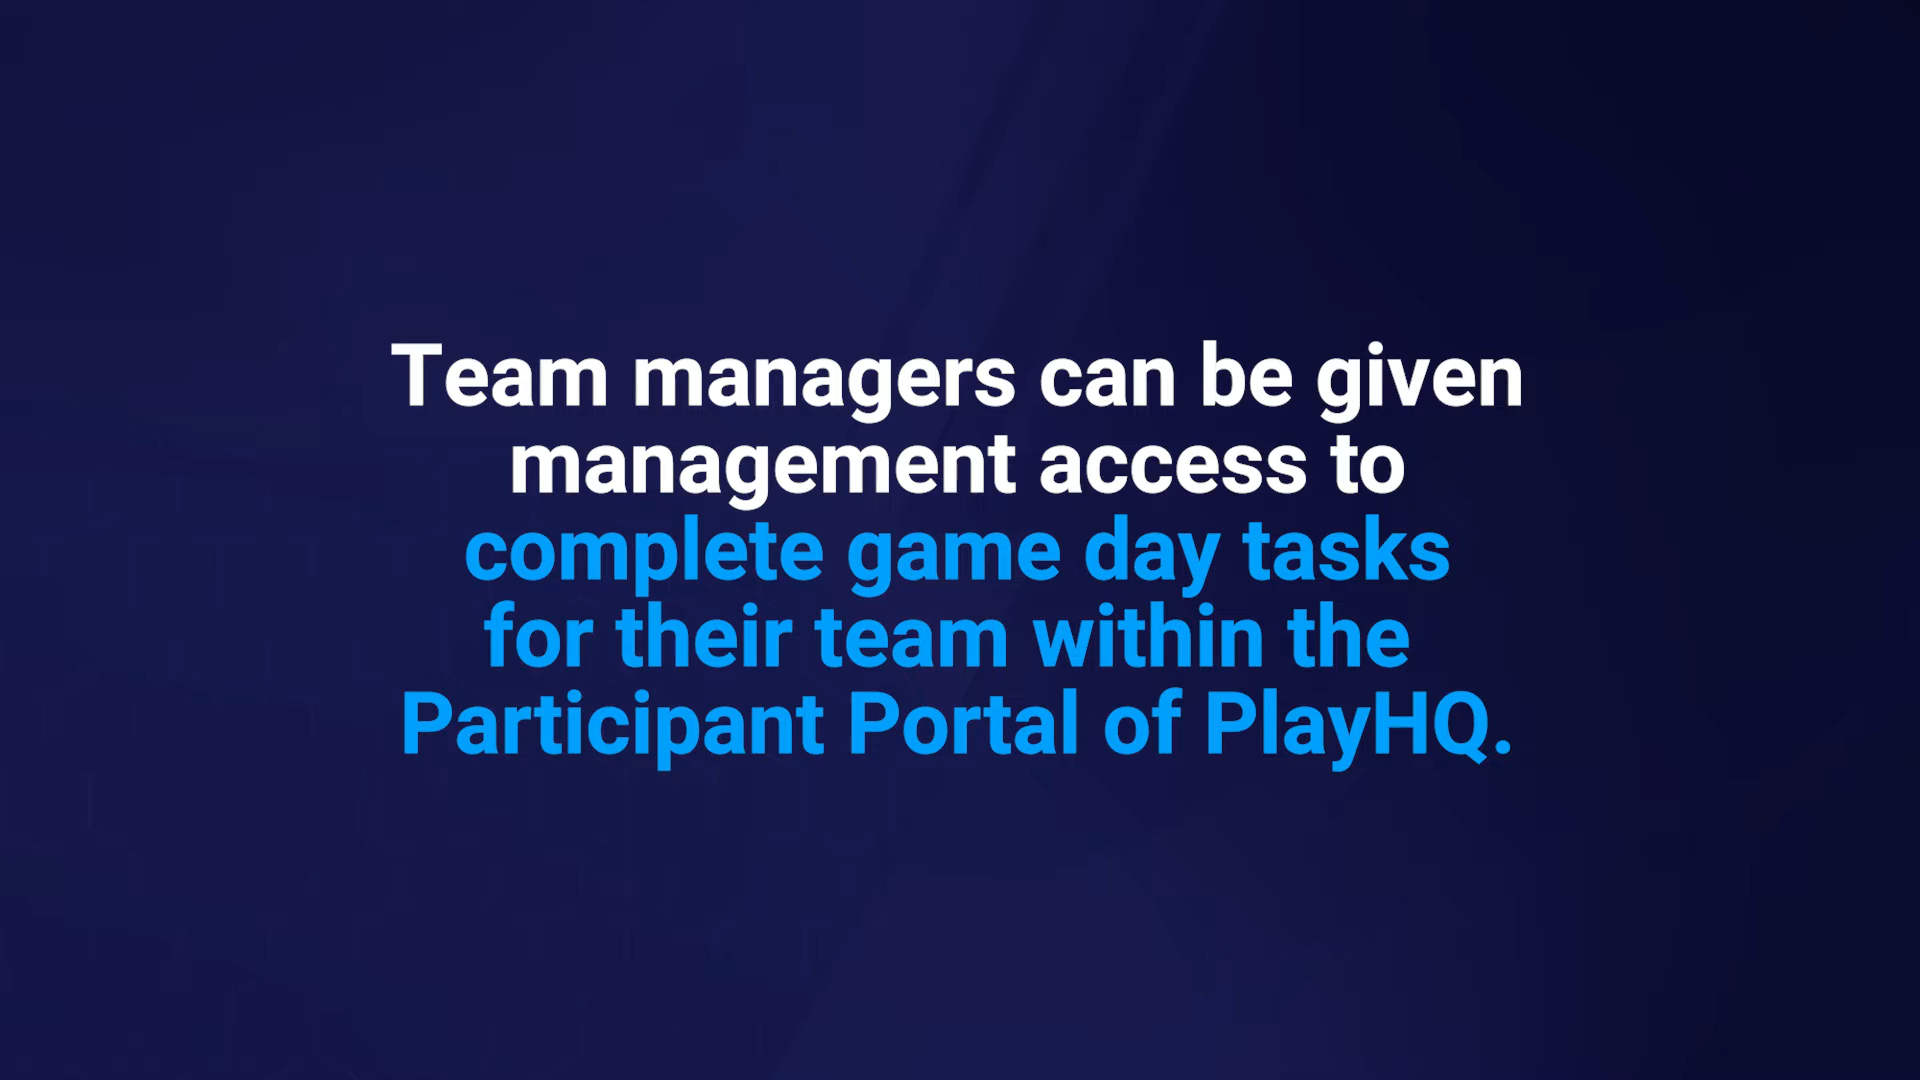 Team managers can be given
management access to
complete game day tasks
for their team within the
Participant Portal of PlayHQ.